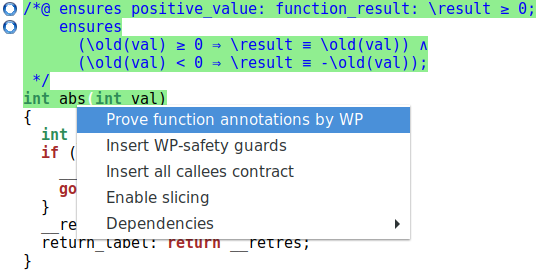 /*@ ensures positive_value: function_result: \result ≥ 0;
ensures
(\old(val) ≥ 0 ⇒ \result ≡ \old(val)) ∧
(\old(val) < 0 ⇒ \result ≡ -\old(val));
*/
int abs(int val)
{
Prove function annotations by WP
int
Insert WP-safety guards
if (
Insert all callees contract
__
go
Enable slicing
}
Dependencies
__re
return_label: return __retres;
}